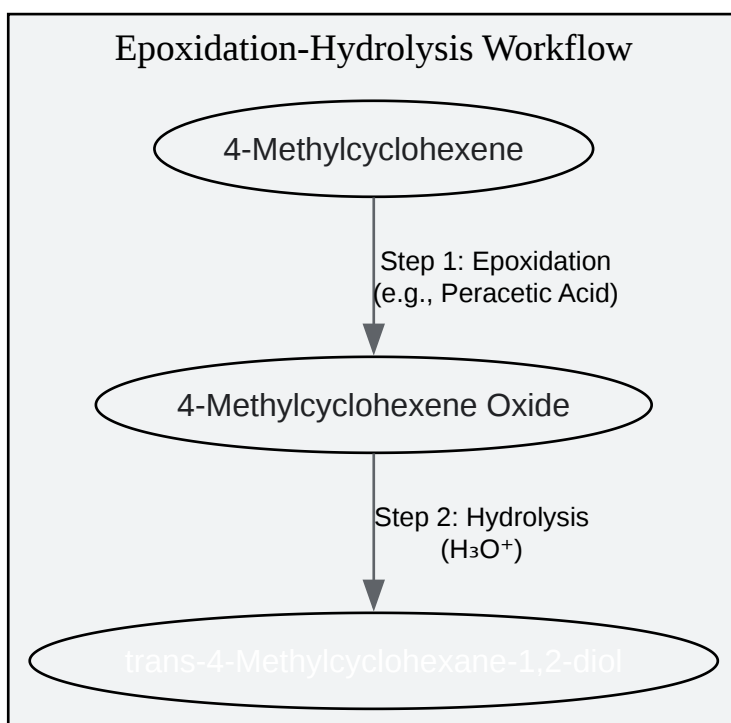 Epoxidation-Hydrolysis Workflow
4-Methylcyclohexene
Step 1: Epoxidation
(e.g., Peracetic Acid)
4-Methylcyclohexene Oxide
Step 2: Hydrolysis
(H₃O⁺)
trans-4-Methylcyclohexane-1,2-diol